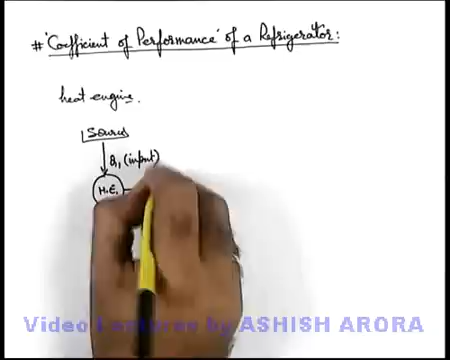 # 'Coefficient of Performance' of a Refrigerator:
heat engine.
Source
Q₁ (input)
H.E.
Video Lectures by ASHISH ARORA